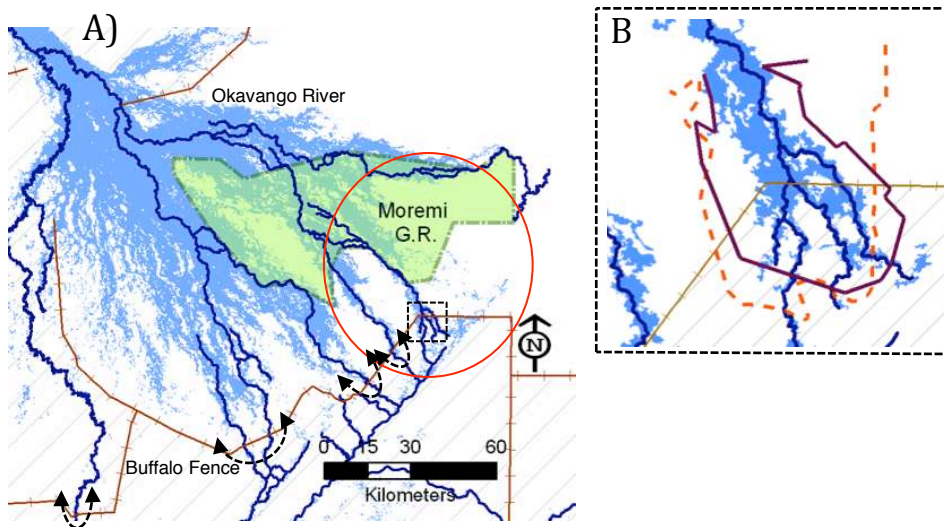 A)
B
Okavango River
Moremi
G.R.
N
Buffalo Fence
0 15 30 60
Kilometers